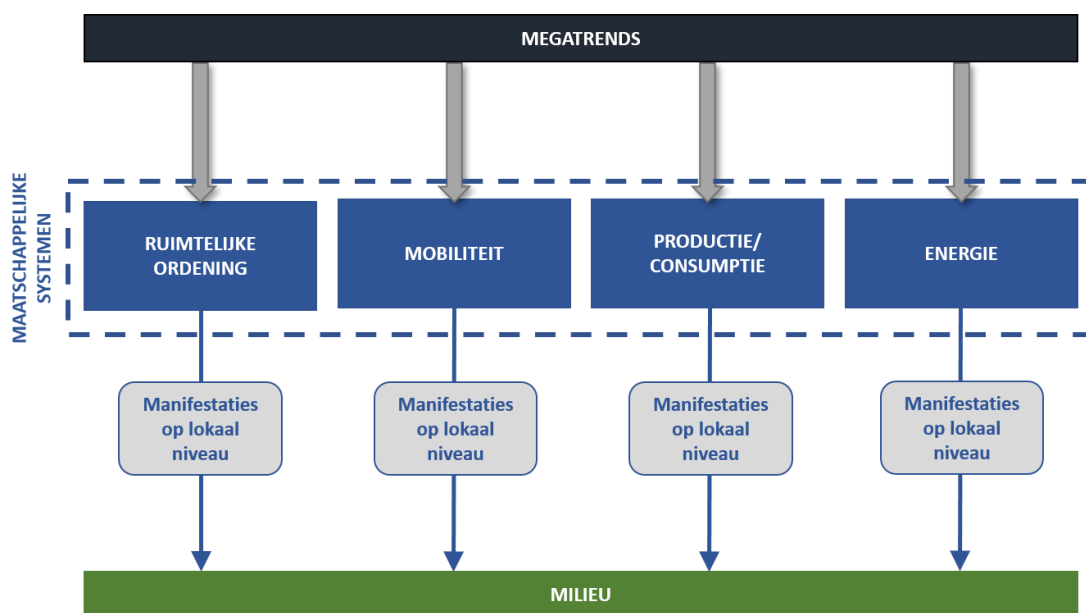 MEGATRENDS
MAATSCHAPPELIJKE
SYSTEMEN
RUIMTELIJKE
ORDENING
MOBILITEIT
PRODUCTIE/
CONSUMPTIE
ENERGIE
Manifestaties
op lokaal
niveau
Manifestaties
op lokaal
niveau
Manifestaties
op lokaal
niveau
Manifestaties
op lokaal
niveau
MILIEU